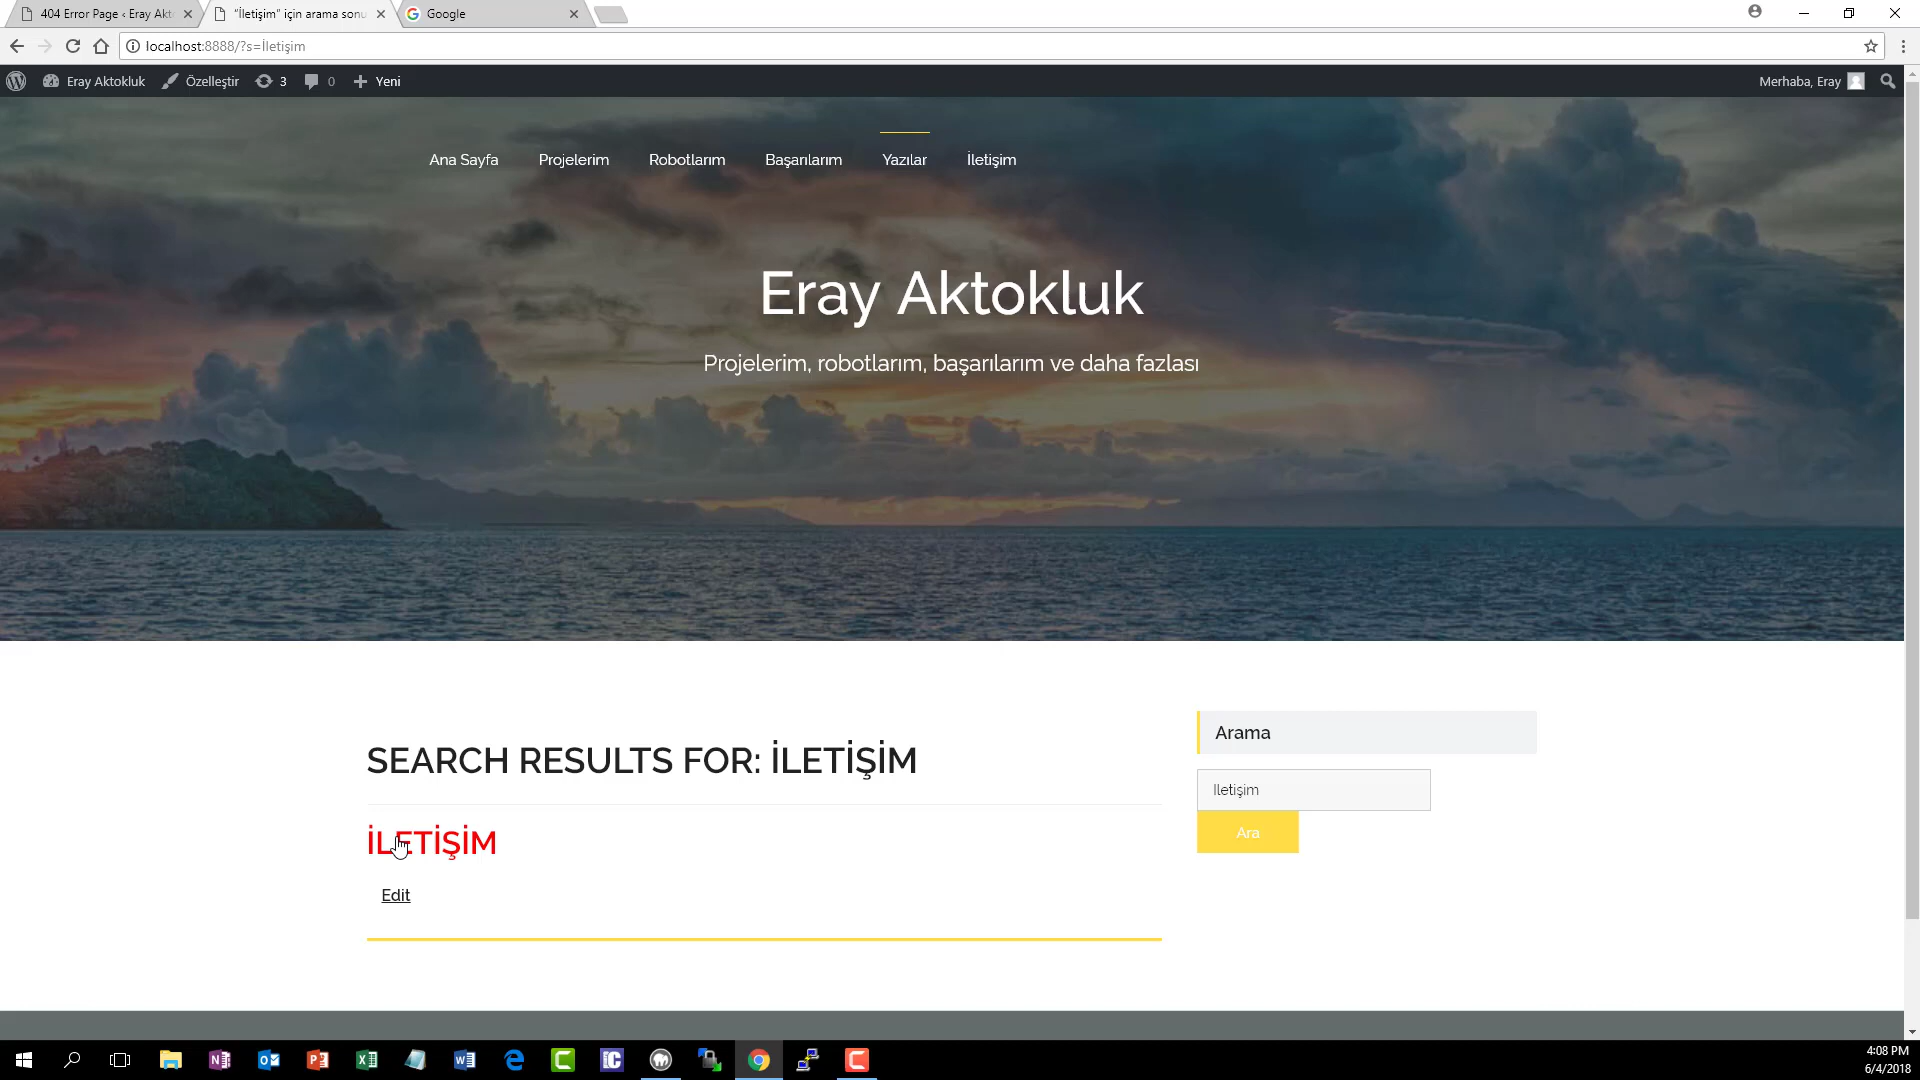 404 Error Page ‹ Eray Akt
"İletişim" için arama sonu
Google
localhost:8888/?s=İletişim
Eray Aktokluk
Özelleştir
3
0
Yeni
Merhaba, Eray
Ana Sayfa
Projelerim
Robotlarım
Başarılarım
Yazılar
İletişim
Eray Aktokluk
Projelerim, robotlarım, başarılarım ve daha fazlası
SEARCH RESULTS FOR: İLETİŞİM
İLETİŞİM
Edit
Arama
İletişim
Ara
4:08 PM
6/4/2018